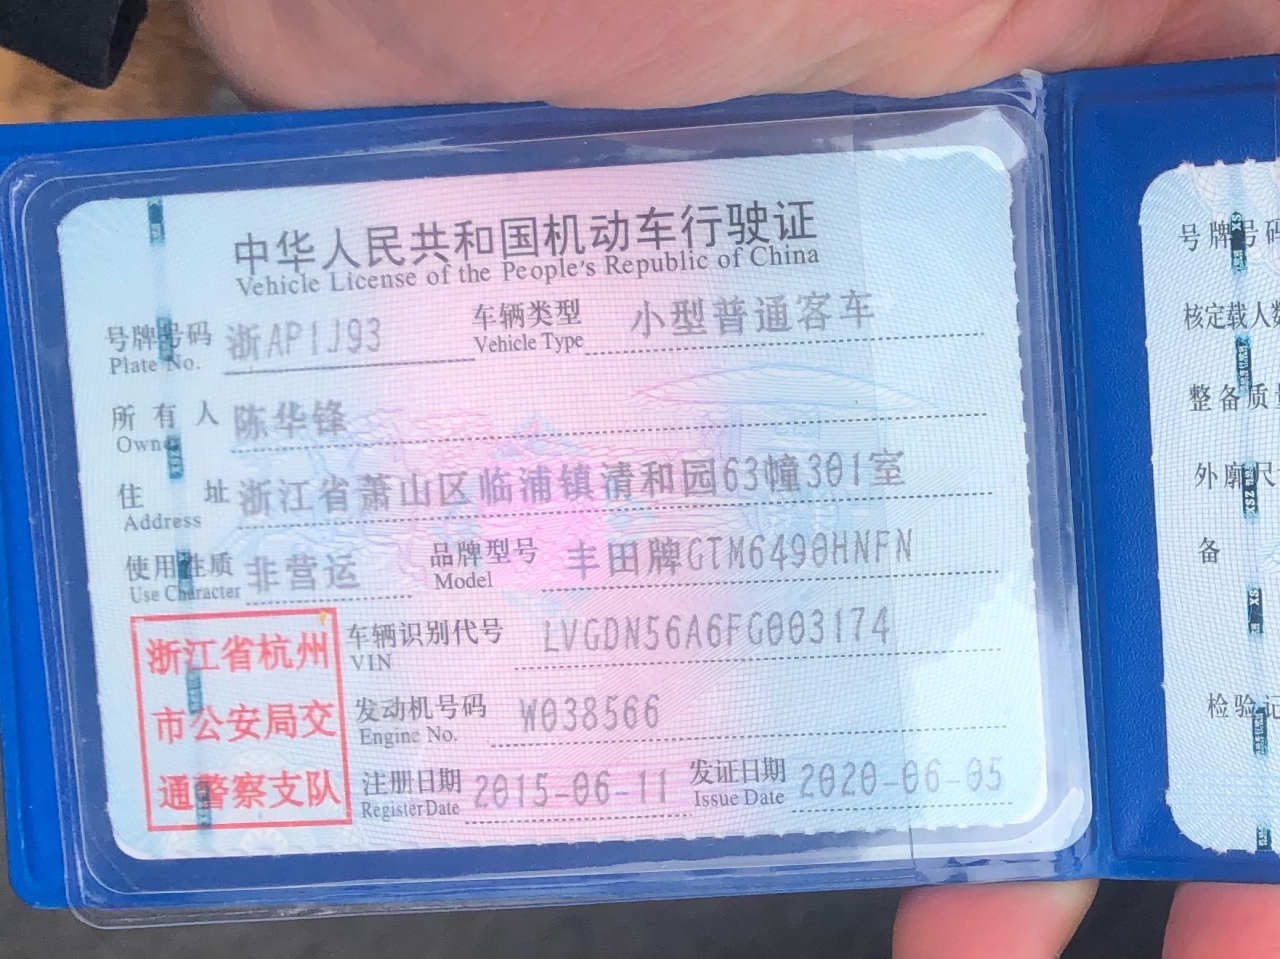 中华人民共和国机动车行驶证
Vehicle License of the People's Republic of China
号牌号码 浙AP1J93 车辆类型 小型普通客车
Plate No. Vehicle Type
所有人 陈华锋
Owner
住址 浙江省萧山区临浦镇清和园63幢301室
Address
使用性质 非营运 品牌型号 丰田牌GTM6490HNFN
Use Character Model
浙江省杭州
市公安局交
通警察支队
车辆识别代号 LVGDN56A6FG003174
VIN
发动机号码 W038566
Engine No.
注册日期 2015-06-11 发证日期 2020-06-05
Register Date Issue Date
号牌号码
核定载人数
整备质量
外廓尺
备
检验记